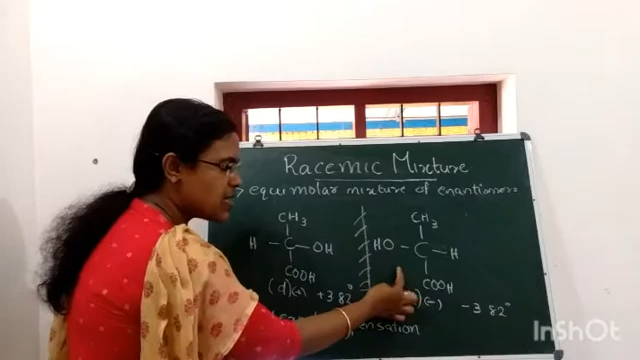 Racemic Mixture
equimolar mixture of enantiomers
CH3 CH3
H - C - OH HO - C - H
COOH COOH
(d)(+) +3.82° )(-) -3.82°
InShOt